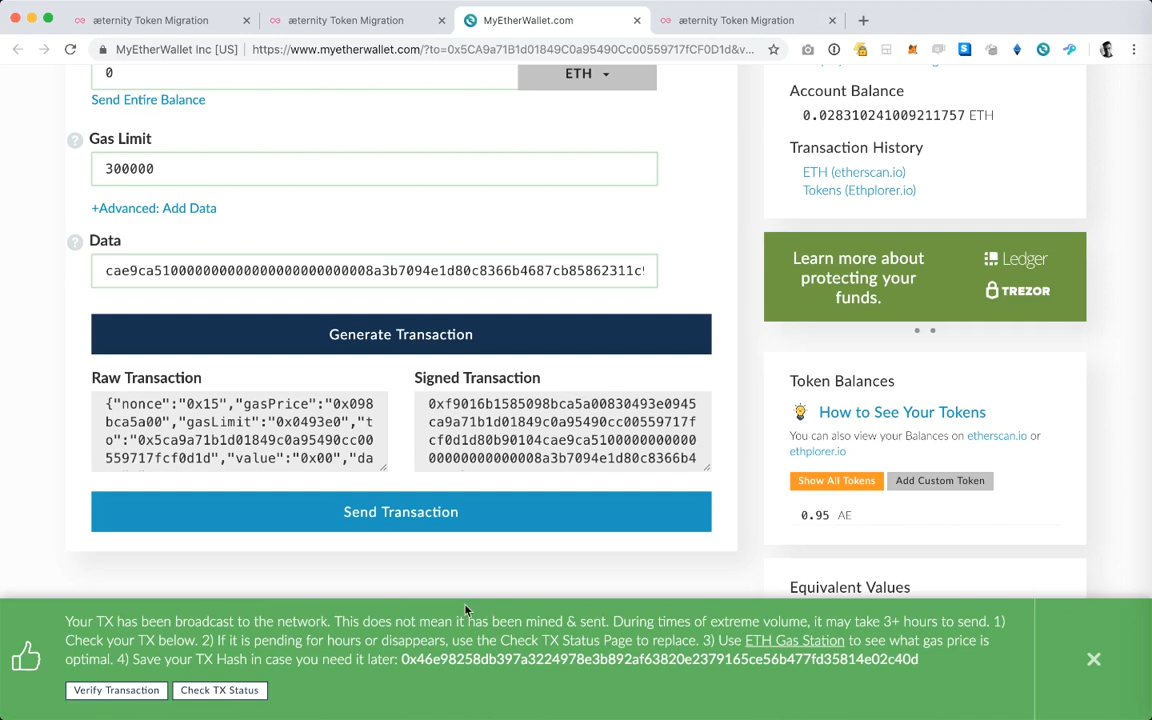 æternity Token Migration
æternity Token Migration
MyEtherWallet.com
æternity Token Migration
MyEtherWallet Inc [US]
https://www.myetherwallet.com/?to=0x5CA9a71B1d01849C0a95490Cc00559717fCF0D1d&v...
0
ETH
Send Entire Balance
Gas Limit
300000
+Advanced: Add Data
Data
Generate Transaction
Raw Transaction
{"nonce":"0x15","gasPrice":"0x098
bca5a00","gasLimit":"0x0493e0","t
o":"0x5ca9a71b1d01849c0a95490cc00
559717fcf0d1d","value":"0x00","da
Signed Transaction
0xf9016b1585098bca5a00830493e0945
ca9a71b1d01849c0a95490cc00559717f
cf0d1d80b90104cae9ca5100000000000
00000000000008a3b7094e1d80c8366b4
Send Transaction
Account Balance
0.028310241009211757 ETH
Transaction History
ETH (etherscan.io)
Tokens (Ethplorer.io)
Learn more about
protecting your
funds.
Ledger
TREZOR
Token Balances
How to See Your Tokens
You can also view your Balances on etherscan.io or
ethplorer.io
Show All Tokens
Add Custom Token
0.95 AE
Equivalent Values
Your TX has been broadcast to the network. This does not mean it has been mined & sent. During times of extreme volume, it may take 3+ hours to send. 1)
Check your TX below. 2) If it is pending for hours or disappears, use the Check TX Status Page to replace. 3) Use ETH Gas Station to see what gas price is
optimal. 4) Save your TX Hash in case you need it later: 0x46e98258db397a3224978e3b892af63820e2379165ce56b477fd35814e02c40d
Verify Transaction
Check TX Status